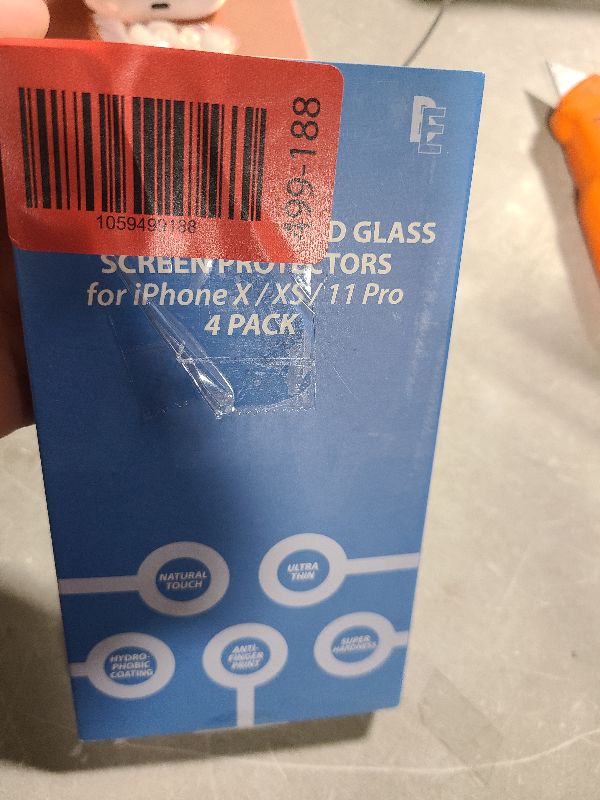 1059499188
499-188
D GLASS
SCREEN PROTECTORS
for iPhone X / XS / 11 Pro
4 PACK
NATURAL
TOUCH
ULTRA
THIN
HYDRO-
PHOBIC
COATING
ANTI-
FINGER
PRINT
SUPER
HARDNESS